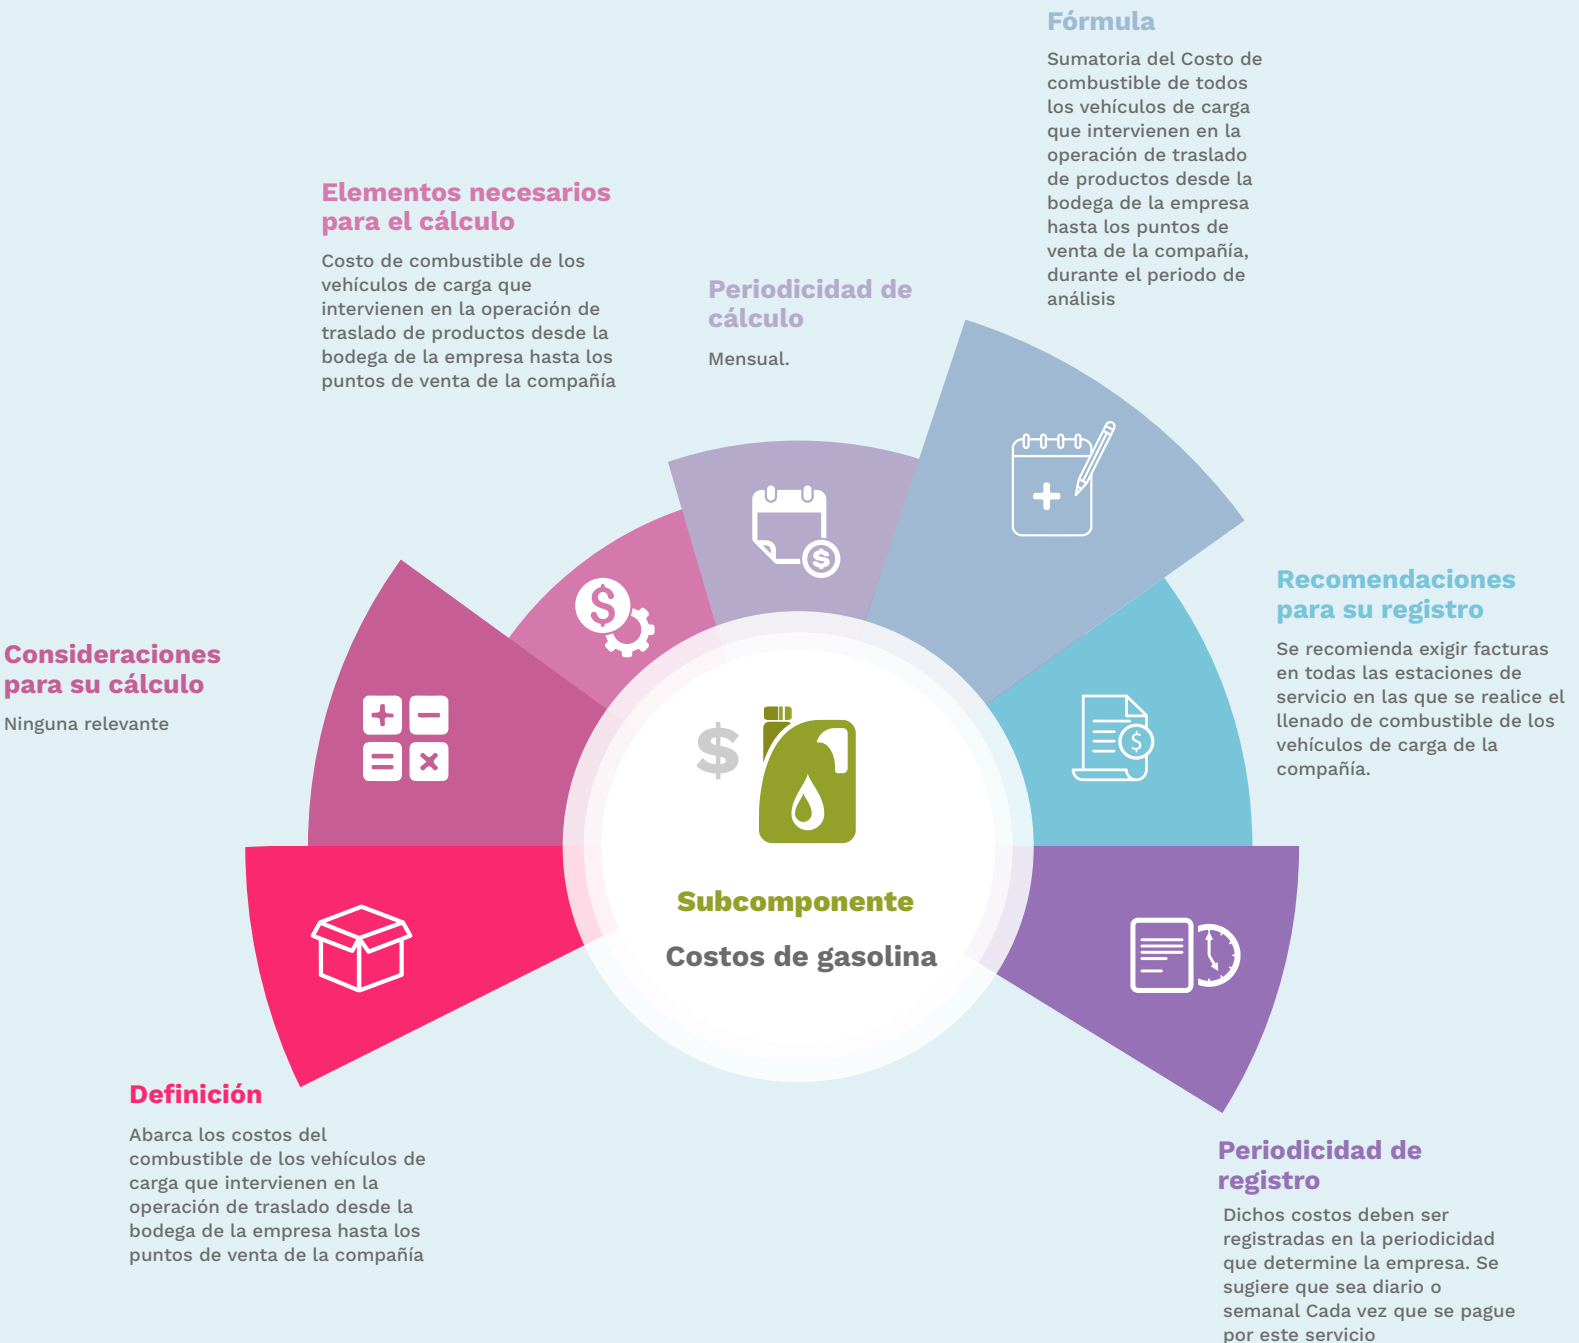 Fórmula
Sumatoria del Costo de
combustible de todos
los vehículos de carga
que intervienen en la
operación de traslado
de productos desde la
bodega de la empresa
hasta los puntos de
venta de la compañía,
durante el periodo de
análisis
Elementos necesarios
para el cálculo
Costo de combustible de los
vehículos de carga que
intervienen en la operación de
traslado de productos desde la
bodega de la empresa hasta los
puntos de venta de la compañía
Periodicidad de
cálculo
Mensual.
Recomendaciones
para su registro
Se recomienda exigir facturas
en todas las estaciones de
servicio en las que se realice el
llenado de combustible de los
vehículos de carga de la
compañía.
Consideraciones
para su cálculo
Ninguna relevante
$
Subcomponente
Costos de gasolina
Definición
Abarca los costos del
combustible de los vehículos de
carga que intervienen en la
operación de traslado desde la
bodega de la empresa hasta los
puntos de venta de la compañía
Periodicidad de
registro
Dichos costos deben ser
registradas en la periodicidad
que determine la empresa. Se
sugiere que sea diario o
semanal Cada vez que se pague
por este servicio